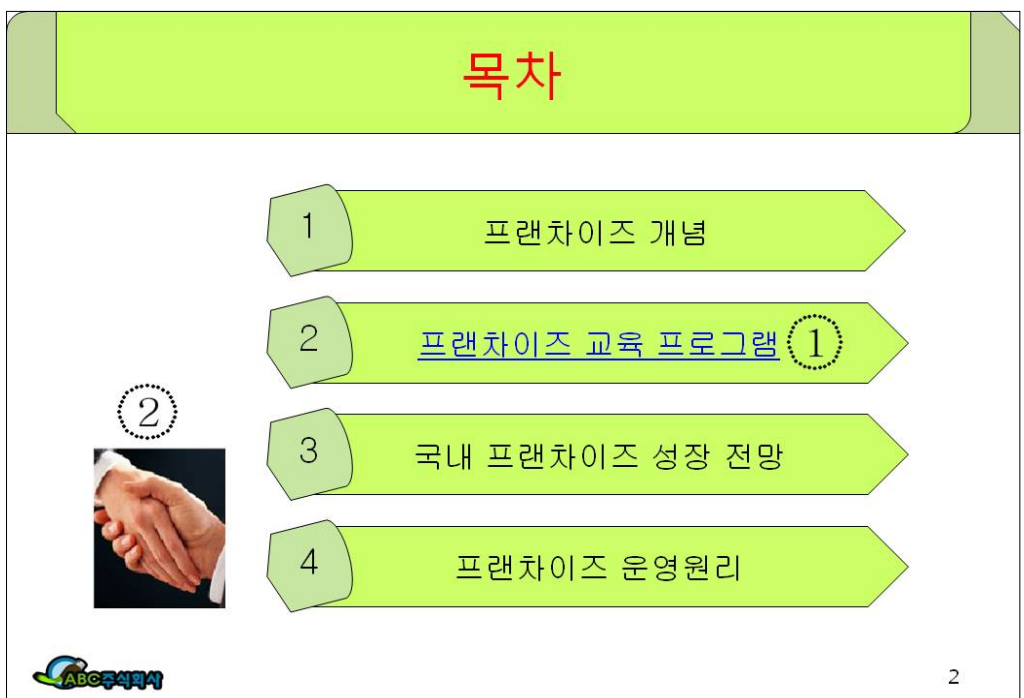 목차
1 프랜차이즈 개념
2 프랜차이즈 교육 프로그램 ①
②
3 국내 프랜차이즈 성장 전망
4 프랜차이즈 운영원리
ABC주식회사
2